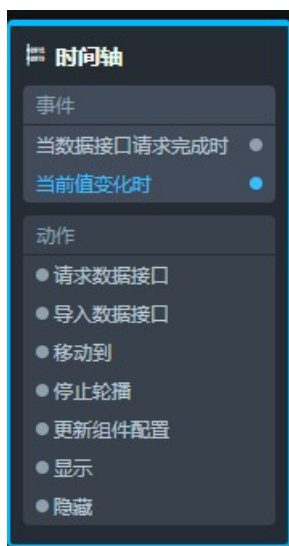 时间轴
事件
当数据接口请求完成时
当前值变化时
动作
请求数据接口
导入数据接口
移动到
停止轮播
更新组件配置
显示
隐藏